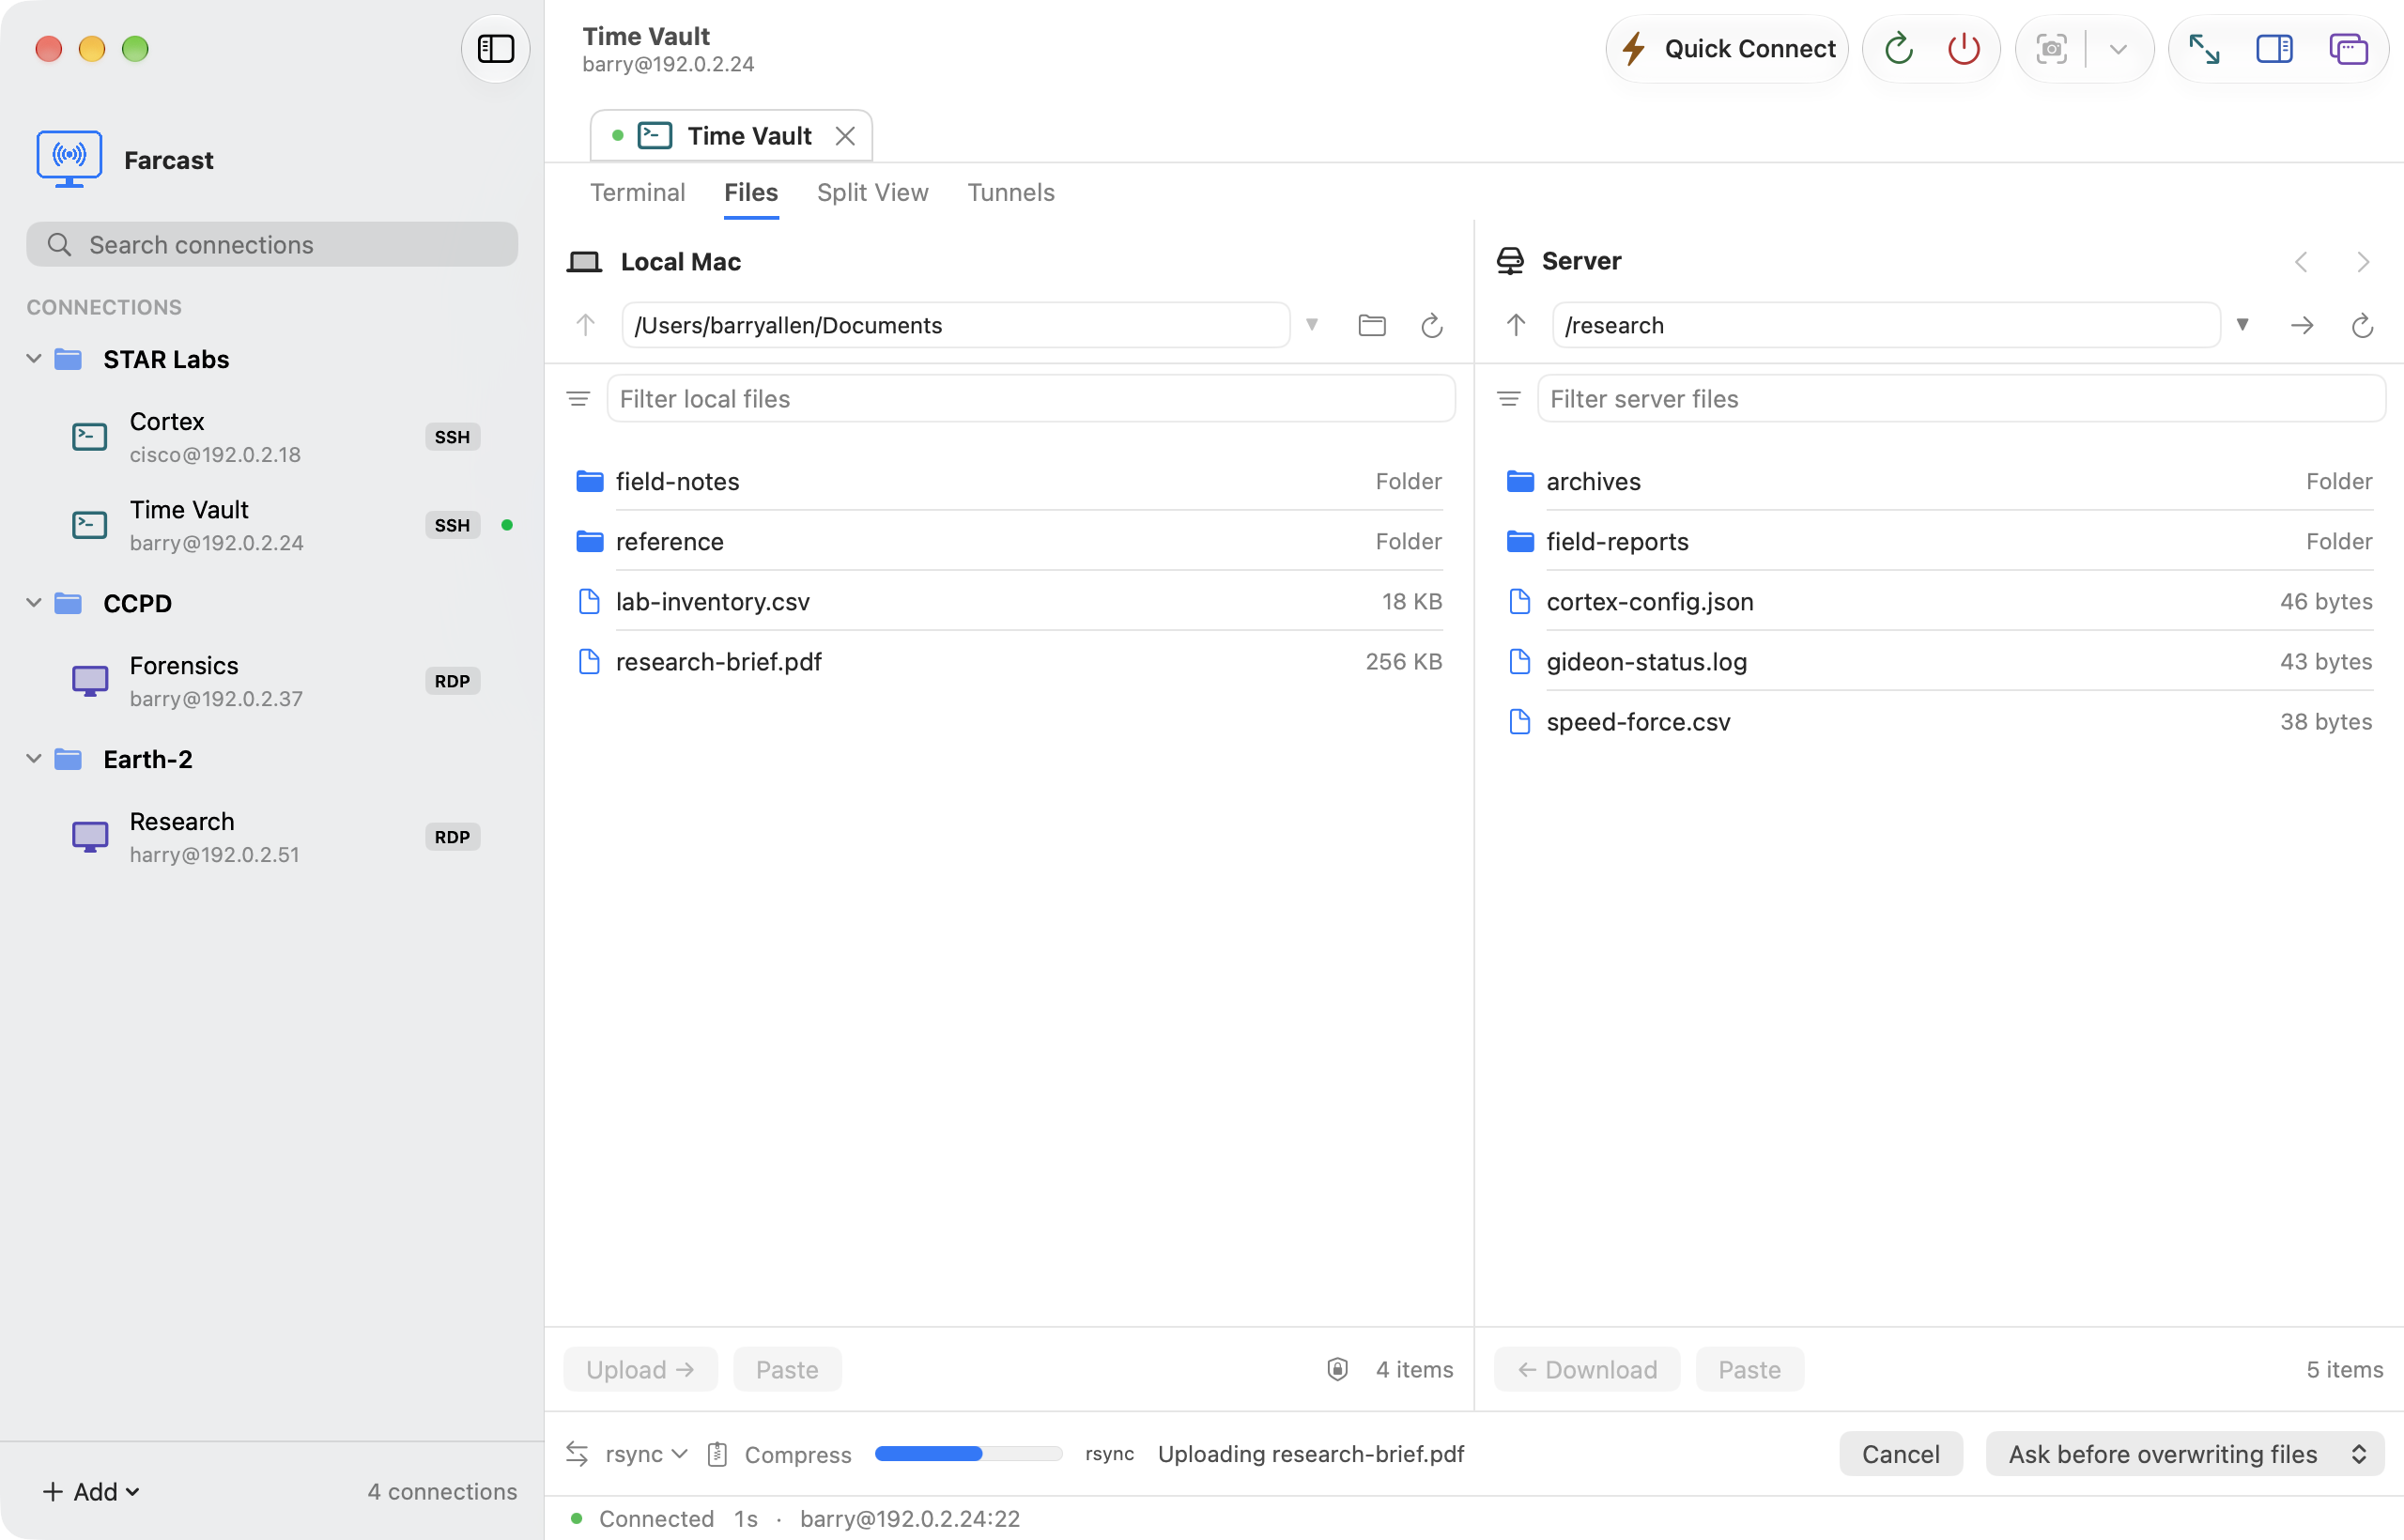 Farcast
Search connections
CONNECTIONS
STAR Labs
Cortex
cisco@192.0.2.18
SSH
Time Vault
barry@192.0.2.24
SSH
CCPD
Forensics
barry@192.0.2.37
RDP
Earth-2
Research
harry@192.0.2.51
RDP
+ Add
4 connections
Time Vault
barry@192.0.2.24
Quick Connect
Time Vault
Terminal Files Split View Tunnels
Local Mac
/Users/barryallen/Documents
Filter local files
field-notes Folder
reference Folder
lab-inventory.csv 18 KB
research-brief.pdf 256 KB
Upload → Paste 4 items
Server
/research
Filter server files
archives Folder
field-reports Folder
cortex-config.json 46 bytes
gideon-status.log 43 bytes
speed-force.csv 38 bytes
← Download Paste 5 items
rsync Compress rsync Uploading research-brief.pdf Cancel Ask before overwriting files
Connected 1s · barry@192.0.2.24:22